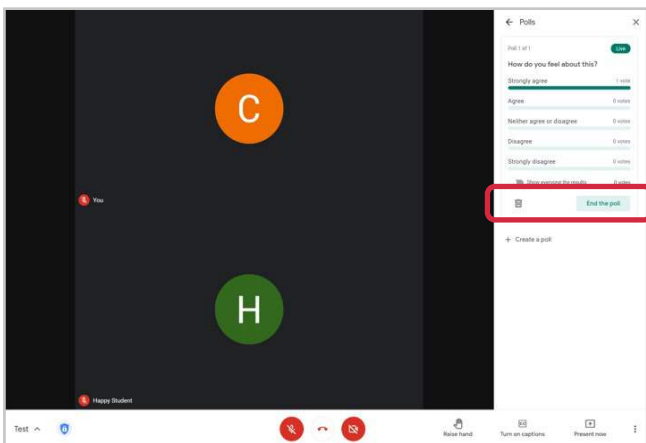 ← Polls ×
Poll 1 of 1 Live
How do you feel about this?
Strongly agree 1 vote
Agree 0 votes
Neither agree or disagree 0 votes
Disagree 0 votes
Strongly disagree 0 votes
Show everyone the results 0 votes
End the poll
+ Create a poll
C
You
H
Happy Student
Test
Raise hand
Turn on captions
Present now